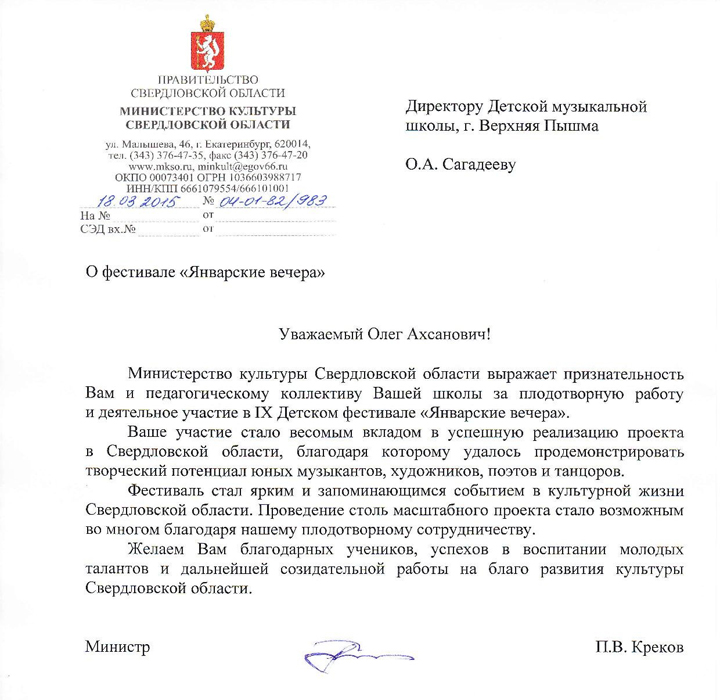 ПРАВИТЕЛЬСТВО
СВЕРДЛОВСКОЙ ОБЛАСТИ
МИНИСТЕРСТВО КУЛЬТУРЫ
СВЕРДЛОВСКОЙ ОБЛАСТИ
ул. Малышева, 46, г. Екатеринбург, 620014,
тел. (343) 376-47-35, факс (343) 376-47-20
www.mkso.ru, minkult@egov66.ru
ОКПО 00073401 ОГРН 1036603988717
ИНН/КПП 6661079554/666101001
18.03 2015 № 04-01-82/983
На № от
СЭД вх.№ от
Директору Детской музыкальной
школы, г. Верхняя Пышма
О.А. Сагадееву
О фестивале «Январские вечера»
Уважаемый Олег Ахсанович!
Министерство культуры Свердловской области выражает признательность
Вам и педагогическому коллективу Вашей школы за плодотворную работу
и деятельное участие в IX Детском фестивале «Январские вечера».
Ваше участие стало весомым вкладом в успешную реализацию проекта
в Свердловской области, благодаря которому удалось продемонстрировать
творческий потенциал юных музыкантов, художников, поэтов и танцоров.
Фестиваль стал ярким и запоминающимся событием в культурной жизни
Свердловской области. Проведение столь масштабного проекта стало возможным
во многом благодаря нашему плодотворному сотрудничеству.
Желаем Вам благодарных учеников, успехов в воспитании молодых
талантов и дальнейшей созидательной работы на благо развития культуры
Свердловской области.
Министр П.В. Креков